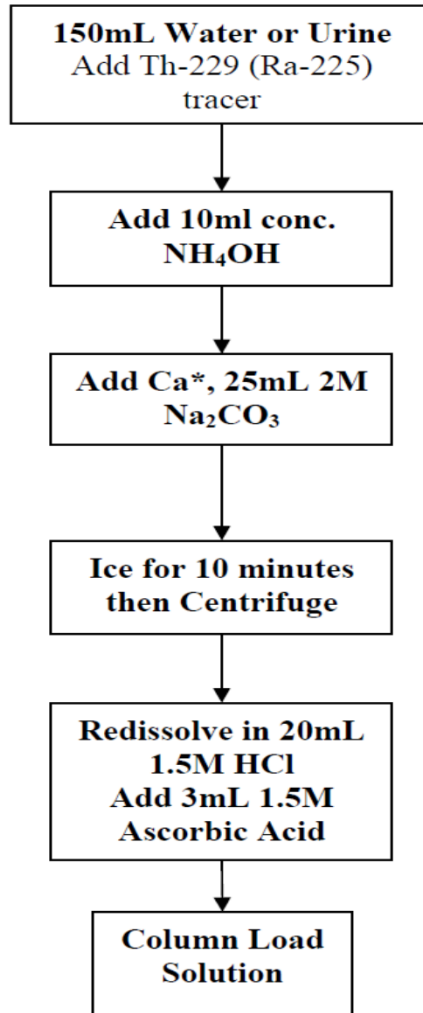 150mL Water or Urine
Add Th-229 (Ra-225)
tracer
Add 10ml conc.
NH₄OH
Add Ca*, 25mL 2M
Na₂CO₃
Ice for 10 minutes
then Centrifuge
Redissolve in 20mL
1.5M HCl
Add 3mL 1.5M
Ascorbic Acid
Column Load
Solution